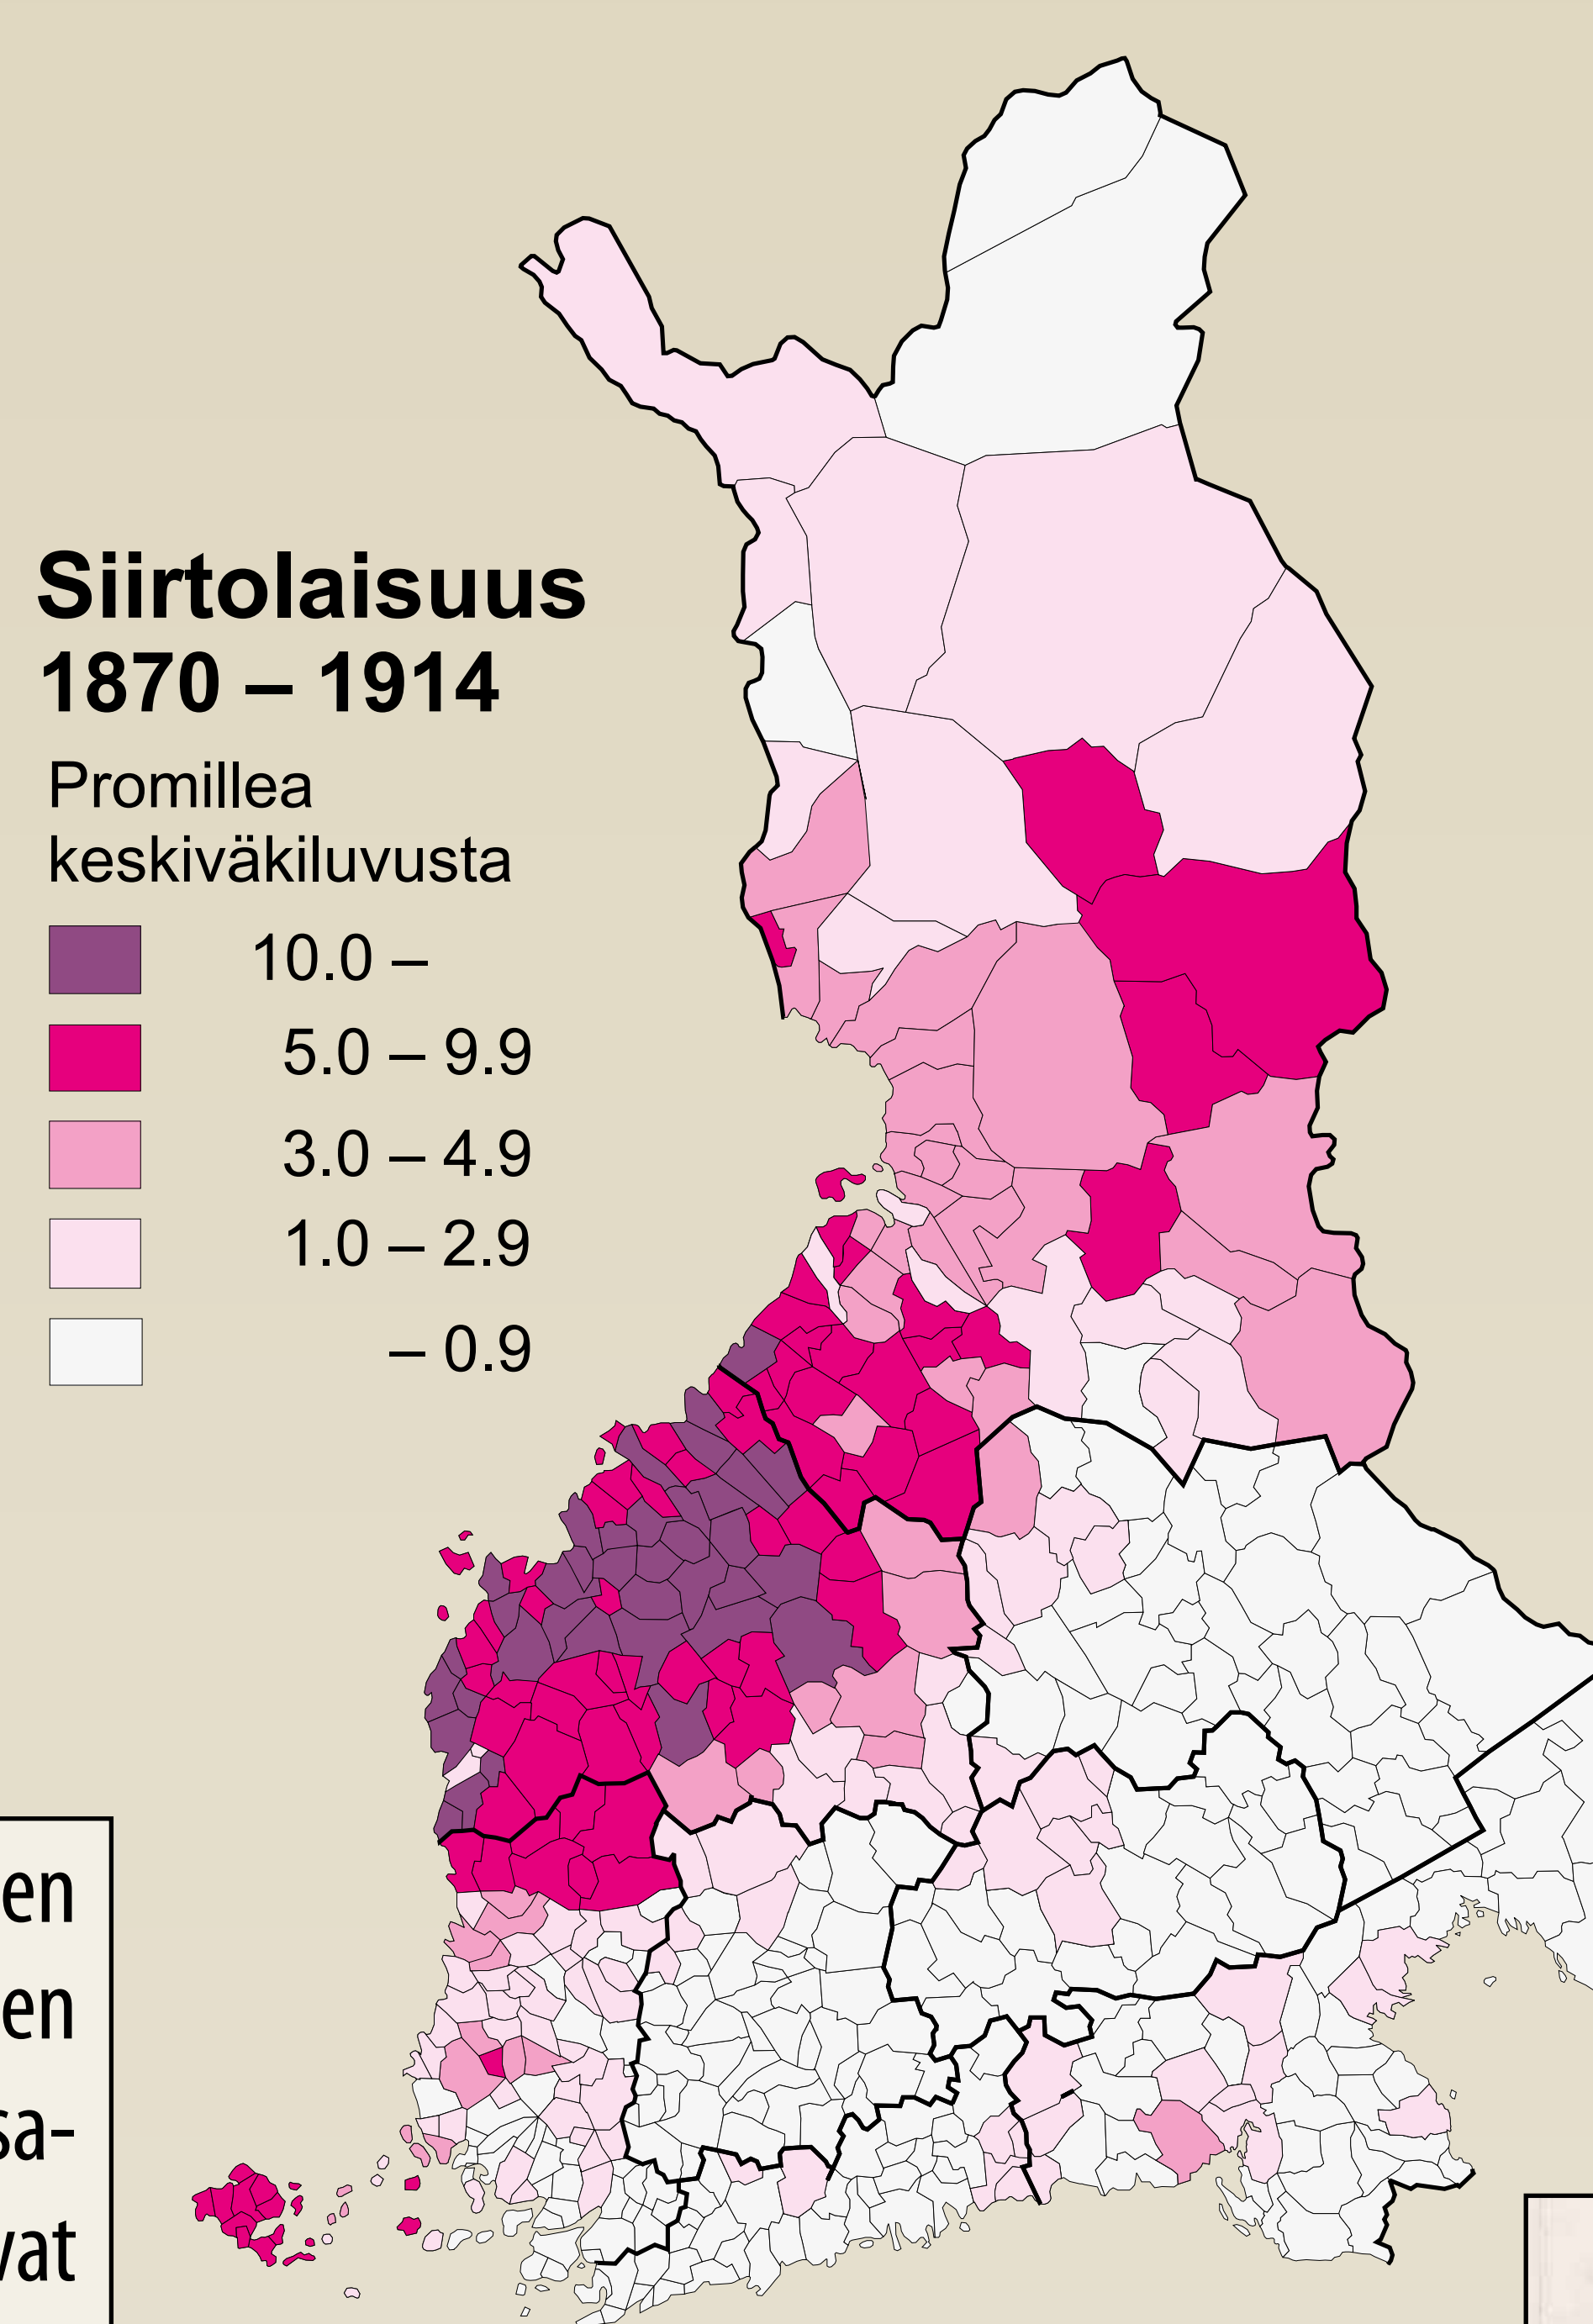 Siirtolaisuus
1870 – 1914
Promillea
keskiväkiluvusta
10.0 –
5.0 – 9.9
3.0 – 4.9
1.0 – 2.9
– 0.9
en
en
sa-
vat